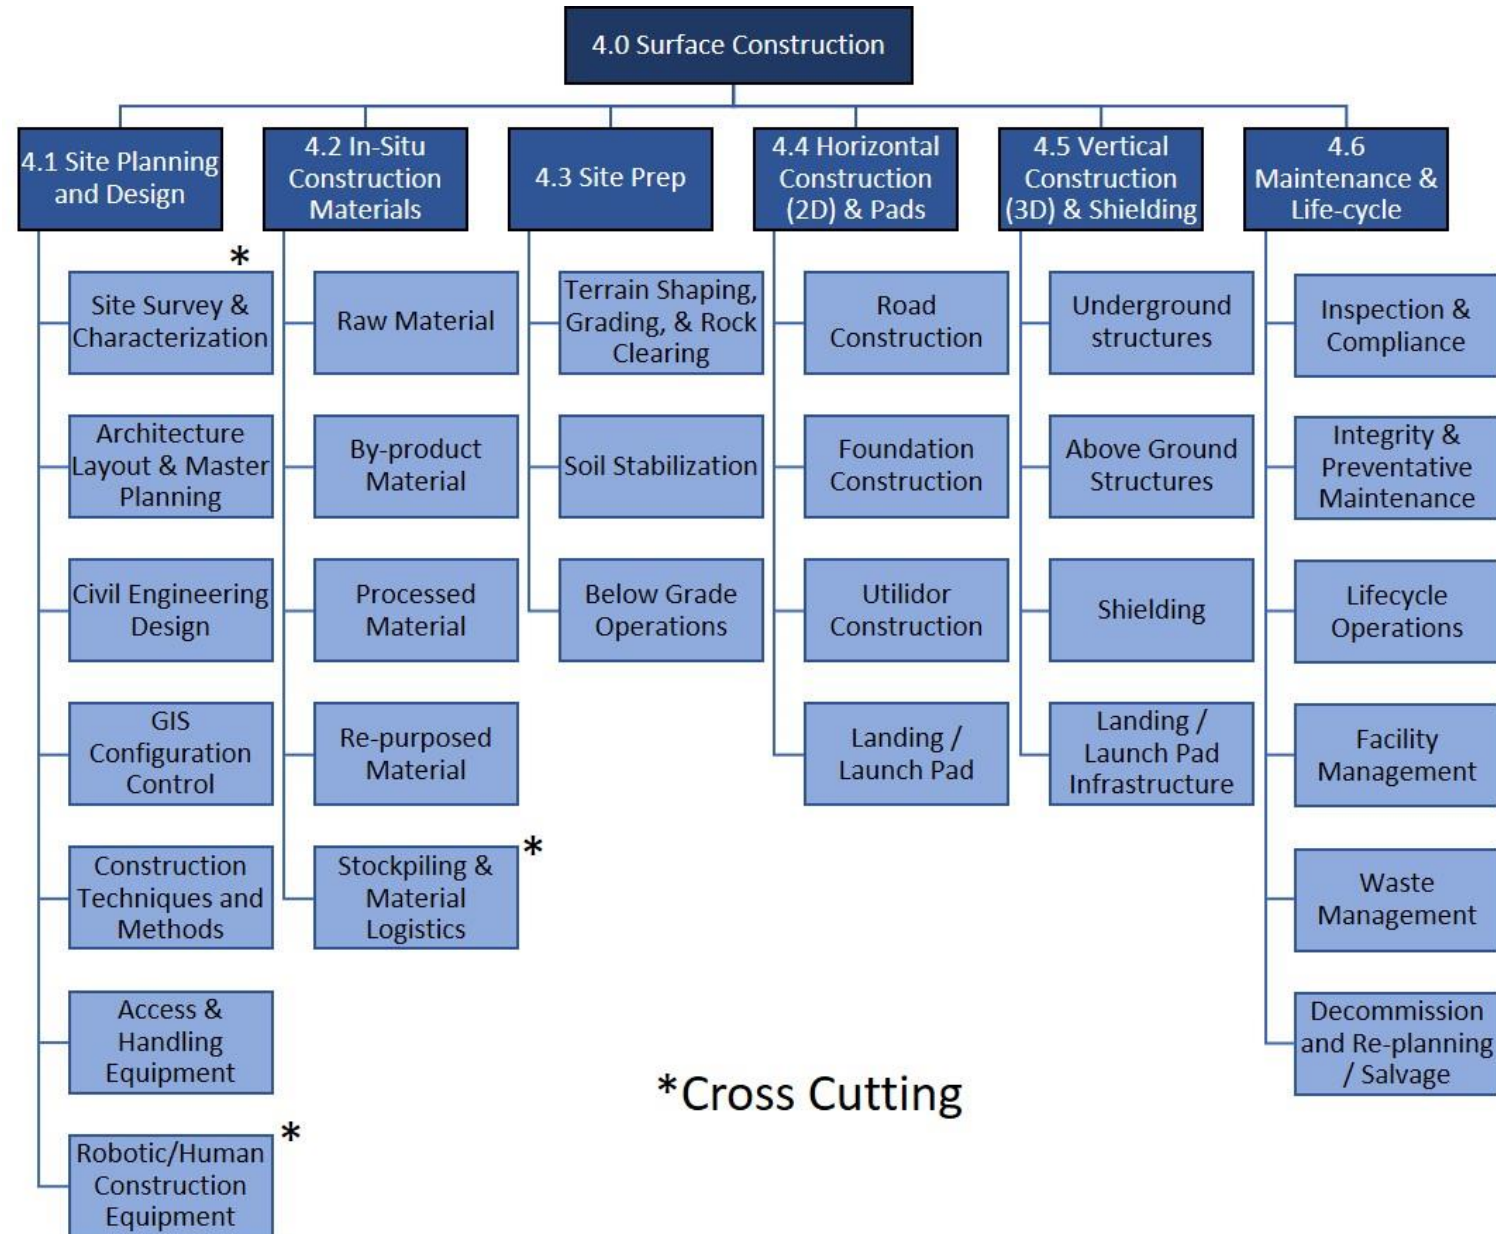 4.0 Surface Construction
4.1 Site Planning
and Design
*
Site Survey &
Characterization
Architecture
Layout & Master
Planning
Civil Engineering
Design
GIS
Configuration
Control
Construction
Techniques and
Methods
Access &
Handling
Equipment
*
Robotic/Human
Construction
Equipment
4.2 In-Situ
Construction
Materials
Raw Material
By-product
Material
Processed
Material
Re-purposed
Material
*
Stockpiling &
Material
Logistics
4.3 Site Prep
Terrain Shaping,
Grading, & Rock
Clearing
Soil Stabilization
Below Grade
Operations
4.4 Horizontal
Construction
(2D) & Pads
Road
Construction
Foundation
Construction
Utilidor
Construction
Landing /
Launch Pad
4.5 Vertical
Construction
(3D) & Shielding
Underground
structures
Above Ground
Structures
Shielding
Landing /
Launch Pad
Infrastructure
4.6
Maintenance &
Life-cycle
Inspection &
Compliance
Integrity &
Preventative
Maintenance
Lifecycle
Operations
Facility
Management
Waste
Management
Decommission
and Re-planning
/ Salvage
*Cross Cutting